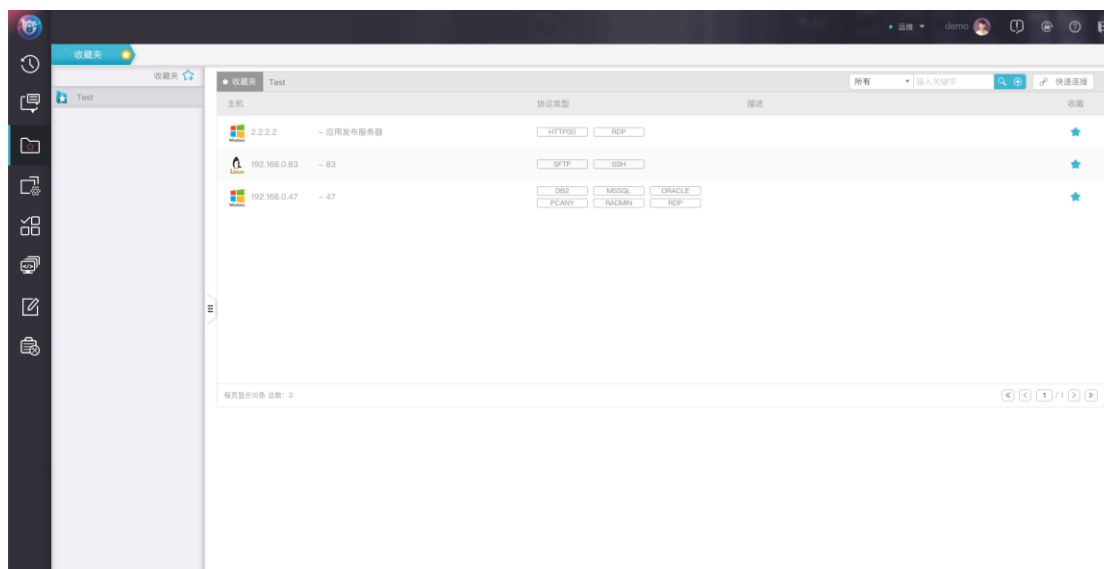 运维 demo
收藏夹
收藏夹
Test
收藏夹 Test 所有 输入关键字 快速连接
主机 协议类型 描述 收藏
Windows 2.2.2.2 – 应用发布服务器 HTTP(S) RDP
Linux 192.168.0.83 – 83 SFTP SSH
Windows 192.168.0.47 – 47 DB2 MSSQL ORACLE
PCANY RADMIN RDP
每页显示10条 总数: 3 1 / 1